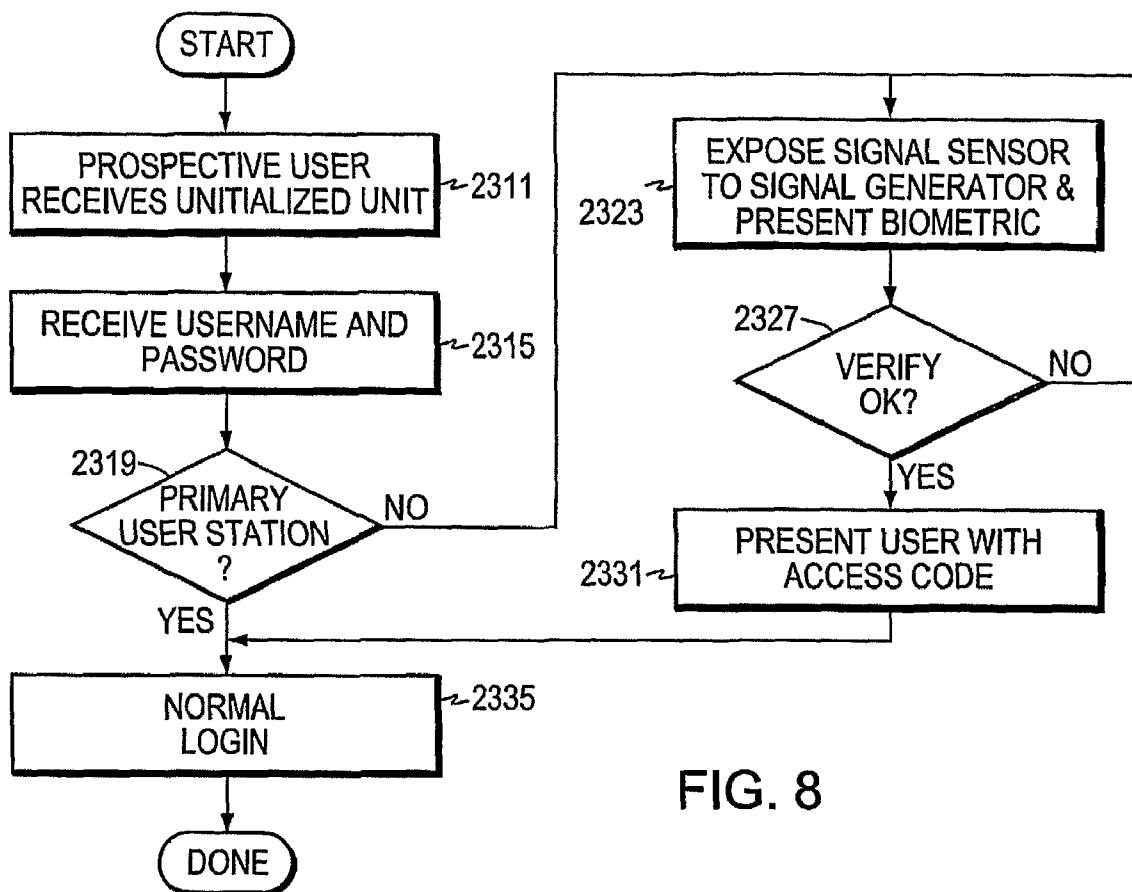 START
PROSPECTIVE USER
RECEIVES UNITIALIZED UNIT
2311
RECEIVE USERNAME AND
PASSWORD
2315
2319
PRIMARY
USER STATION
?
NO
YES
EXPOSE SIGNAL SENSOR
TO SIGNAL GENERATOR &
PRESENT BIOMETRIC
2323
2327
VERIFY
OK?
NO
YES
PRESENT USER WITH
ACCESS CODE
2331
NORMAL
LOGIN
2335
DONE
FIG. 8